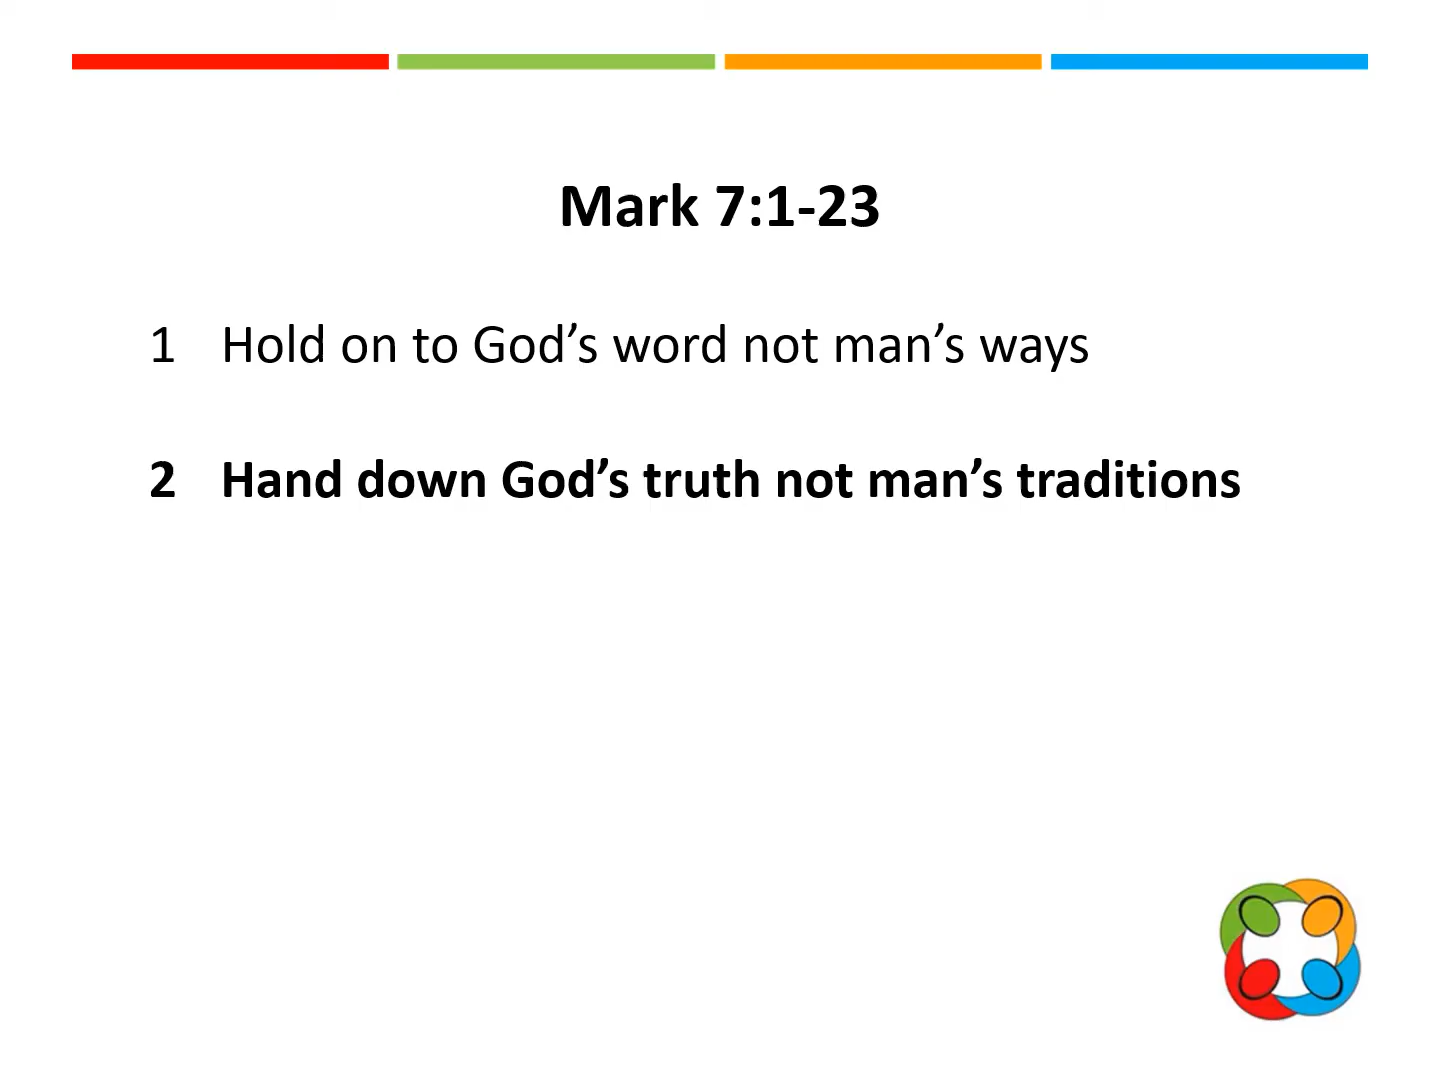 Mark 7:1-23
1 Hold on to God’s word not man’s ways
2 Hand down God’s truth not man’s traditions